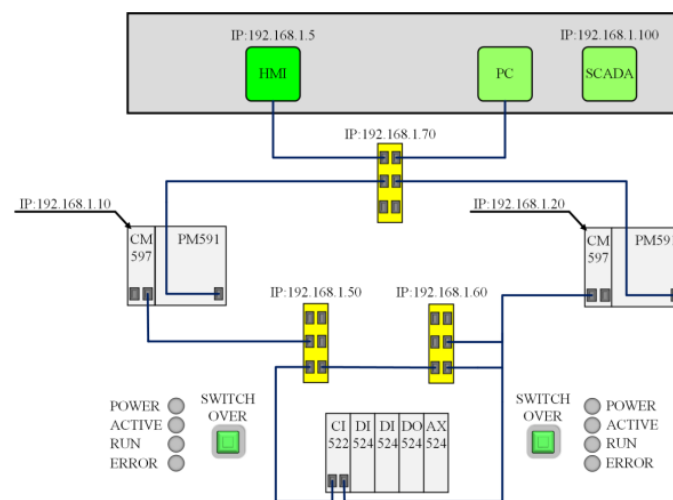 IP:192.168.1.5
IP:192.168.1.100
HMI
PC
SCADA
IP:192.168.1.70
IP:192.168.1.10
IP:192.168.1.20
CM
597
PM591
CM
597
PM591
IP:192.168.1.50
IP:192.168.1.60
POWER
ACTIVE
RUN
ERROR
SWITCH
OVER
CI
522
DI
524
DI
524
DO
524
AX
524
SWITCH
OVER
POWER
ACTIVE
RUN
ERROR